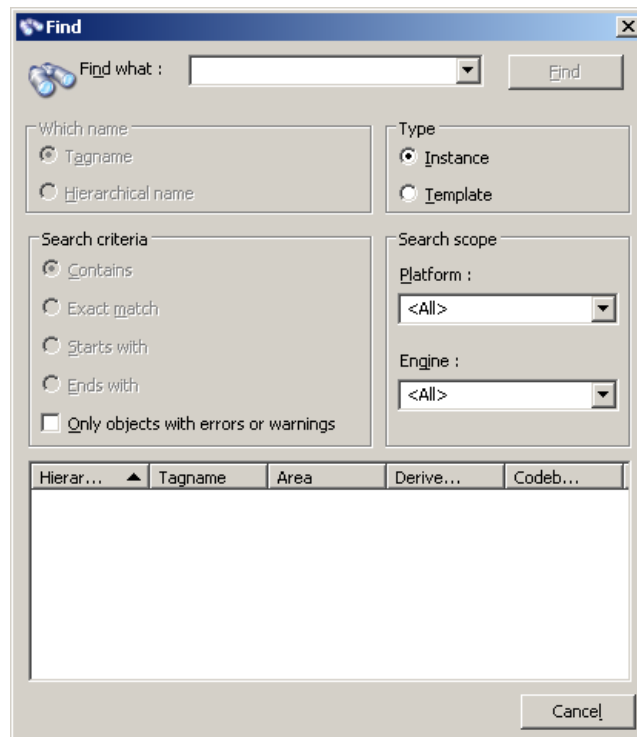 Find
Find what :
Find
Which name
Tagname
Hierarchical name
Type
Instance
Template
Search criteria
Contains
Exact match
Starts with
Ends with
Only objects with errors or warnings
Search scope
Platform :
<All>
Engine :
<All>
Hierar... Tagname Area Derive... Codeb...
Cancel